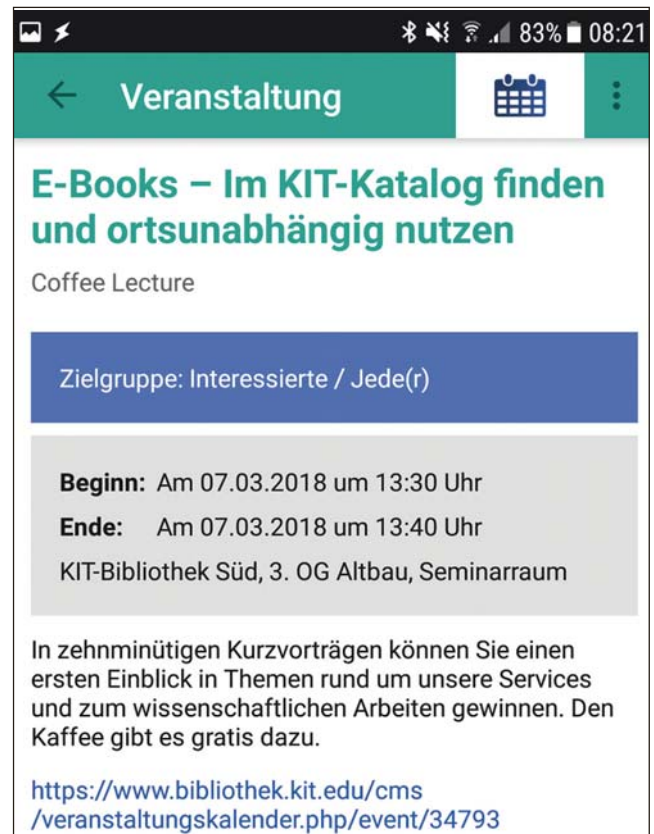 83% 08:21
Veranstaltung
E-Books – Im KIT-Katalog finden
und ortsunabhängig nutzen
Coffee Lecture
Zielgruppe: Interessierte / Jede(r)
Beginn: Am 07.03.2018 um 13:30 Uhr
Ende: Am 07.03.2018 um 13:40 Uhr
KIT-Bibliothek Süd, 3. OG Altbau, Seminarraum
In zehnminütigen Kurzvorträgen können Sie einen
ersten Einblick in Themen rund um unsere Services
und zum wissenschaftlichen Arbeiten gewinnen. Den
Kaffee gibt es gratis dazu.
https://www.bibliothek.kit.edu/cms
/veranstaltungskalender.php/event/34793